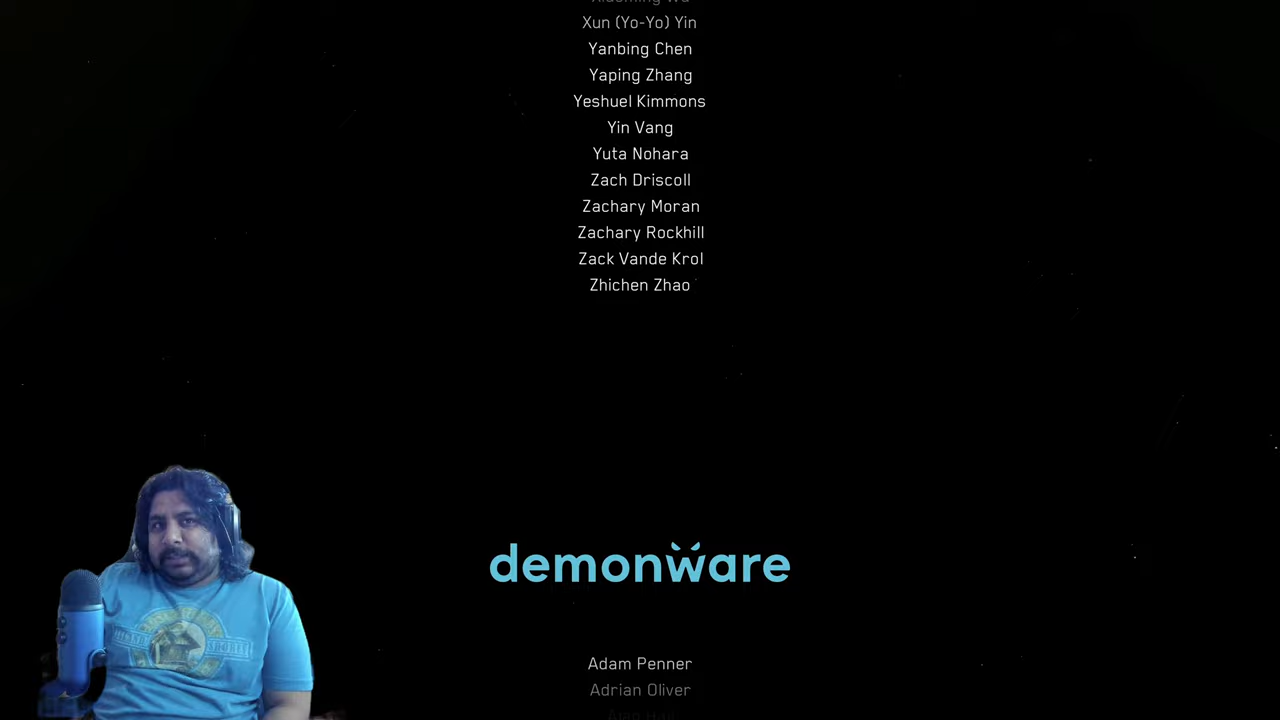 Xun (Yo-Yo) Yin
Yanbing Chen
Yaping Zhang
Yeshuel Kimmons
Yin Vang
Yuta Nohara
Zach Driscoll
Zachary Moran
Zachary Rockhill
Zack Vande Krol
Zhichen Zhao
demonware
Adam Penner
Adrian Oliver